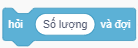 hỏi Số lượng và đợi